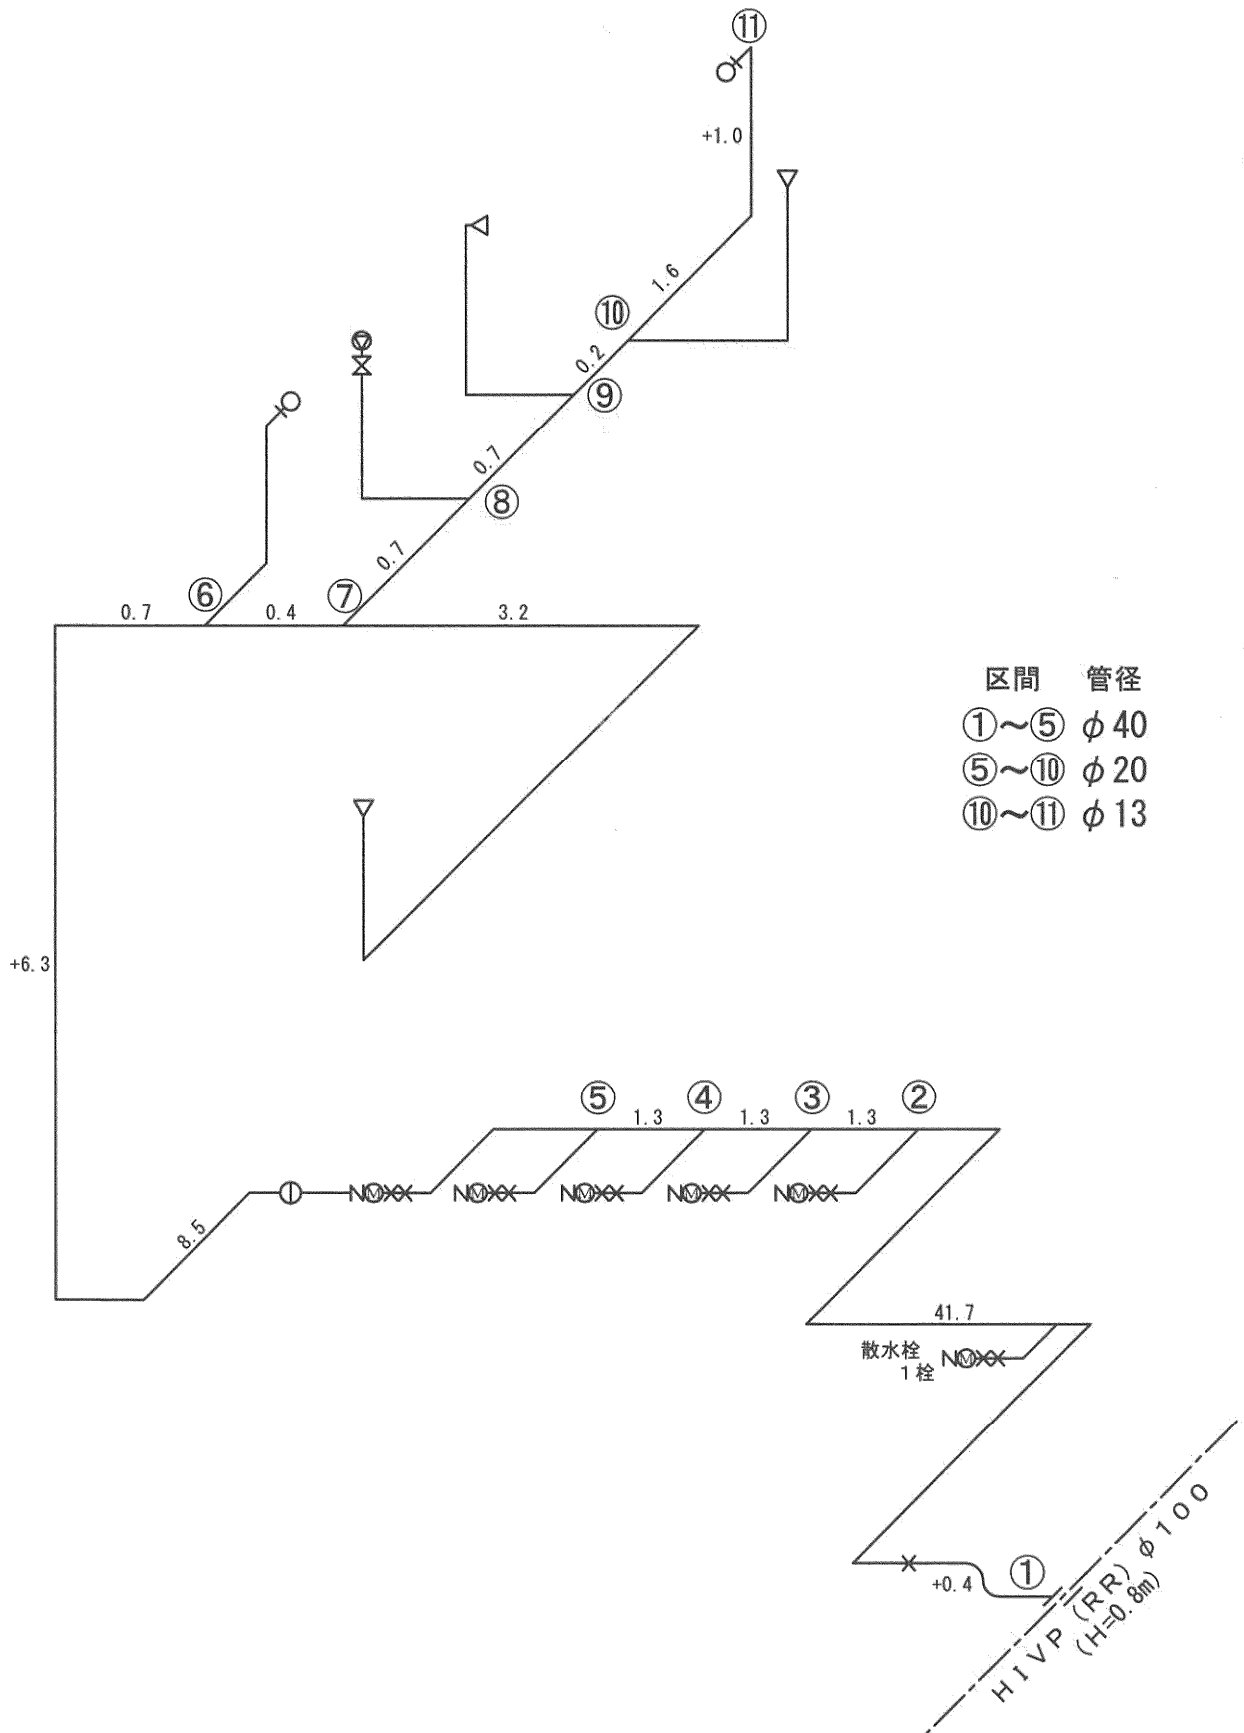 ⑪
+1.0
1.6
⑩
0.2
⑨
0.7
⑧
0.7
⑥
⑦
0.7
0.4
3.2
区間 管径
①～⑤ φ40
⑤～⑩ φ20
⑩～⑪ φ13
+6.3
⑤
④
③
②
1.3
1.3
1.3
N M
N M
N M
N M
N M
8.5
41.7
散水栓
1栓
N M
①
+0.4
HIVP (RR) φ100
(H=0.8m)